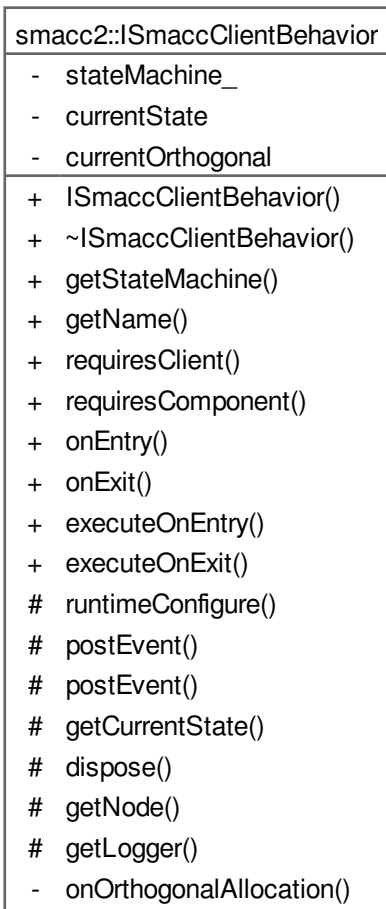 smacc2::ISmaccClientBehavior
- stateMachine_
- currentState
- currentOrthogonal
+ ISmaccClientBehavior()
+ ~ISmaccClientBehavior()
+ getStateMachine()
+ getName()
+ requiresClient()
+ requiresComponent()
+ onEntry()
+ onExit()
+ executeOnEntry()
+ executeOnExit()
# runtimeConfigure()
# postEvent()
# postEvent()
# getCurrentState()
# dispose()
# getNode()
# getLogger()
- onOrthogonalAllocation()